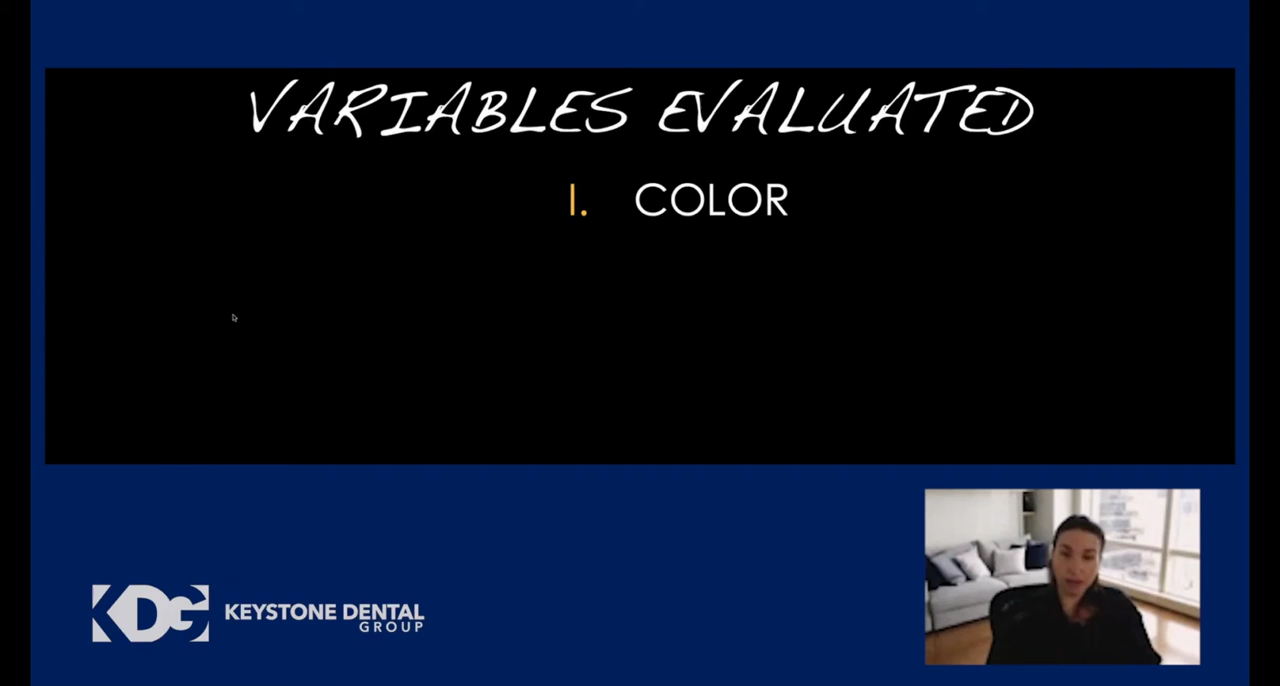 VARIABLES EVALUATED
I. COLOR
KDG KEYSTONE DENTAL
GROUP